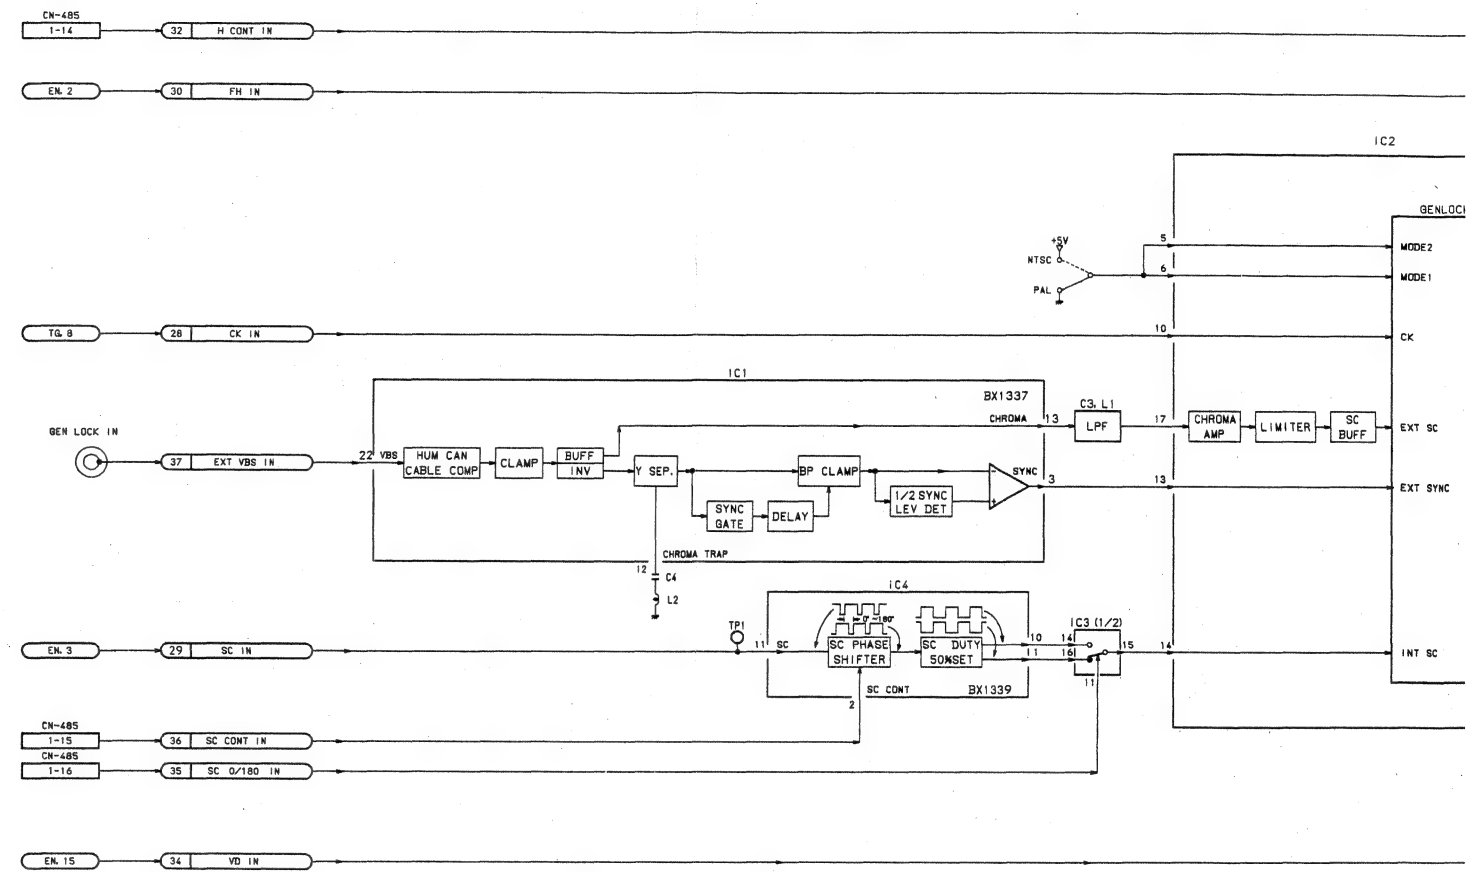 CN-485
1-14
32 H CONT IN
EN. 2
30 FH IN
IC2
GENLOC
+5V
NTSC
PAL
5
6
MODE2
MODE1
TG. 8
28 CK IN
10
CK
IC1
BX1337
GEN LOCK IN
37 EXT VBS IN
22 VBS
HUM CAN
CABLE COMP
CLAMP
BUFF
INV
CHROMA
13
C3, L1
LPF
17
CHROMA
AMP
LIMITER
SC
BUFF
EXT SC
Y SEP.
BP CLAMP
SYNC
GATE
DELAY
1/2 SYNC
LEV DET
-
+
SYNC
3
13
EXT SYNC
CHROMA TRAP
12
C4
L2
IC4
0°~180°
TP1
EN. 3
29 SC IN
11 SC
SC PHASE
SHIFTER
SC DUTY
50%SET
10
11
IC3 (1/2)
14
16
15
11
14
INT SC
SC CONT
BX1339
2
CN-485
1-15
36 SC CONT IN
CN-485
1-16
35 SC 0/180 IN
EN. 15
34 VD IN